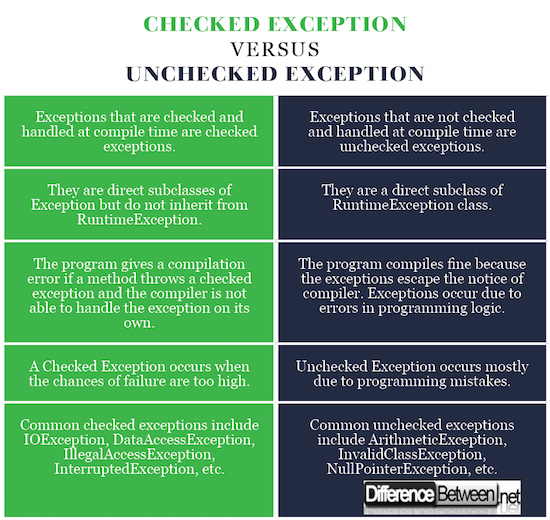 CHECKED EXCEPTION
VERSUS
UNCHECKED EXCEPTION
Exceptions that are checked and
handled at compile time are checked
exceptions.
Exceptions that are not checked
and handled at compile time are
unchecked exceptions.
They are direct subclasses of
Exception but do not inherit from
RuntimeException.
They are a direct subclass of
RuntimeException class.
The program gives a compilation
error if a method throws a checked
exception and the compiler is not
able to handle the exception on its
own.
The program compiles fine because
the exceptions escape the notice of
compiler. Exceptions occur due to
errors in programming logic.
A Checked Exception occurs when
the chances of failure are too high.
Unchecked Exception occurs mostly
due to programming mistakes.
Common checked exceptions include
IOException, DataAccessException,
IllegalAccessException,
InterruptedException, etc.
Common unchecked exceptions
include ArithmeticException,
InvalidClassException,
NullPointerException, etc.
DifferenceBetween.net